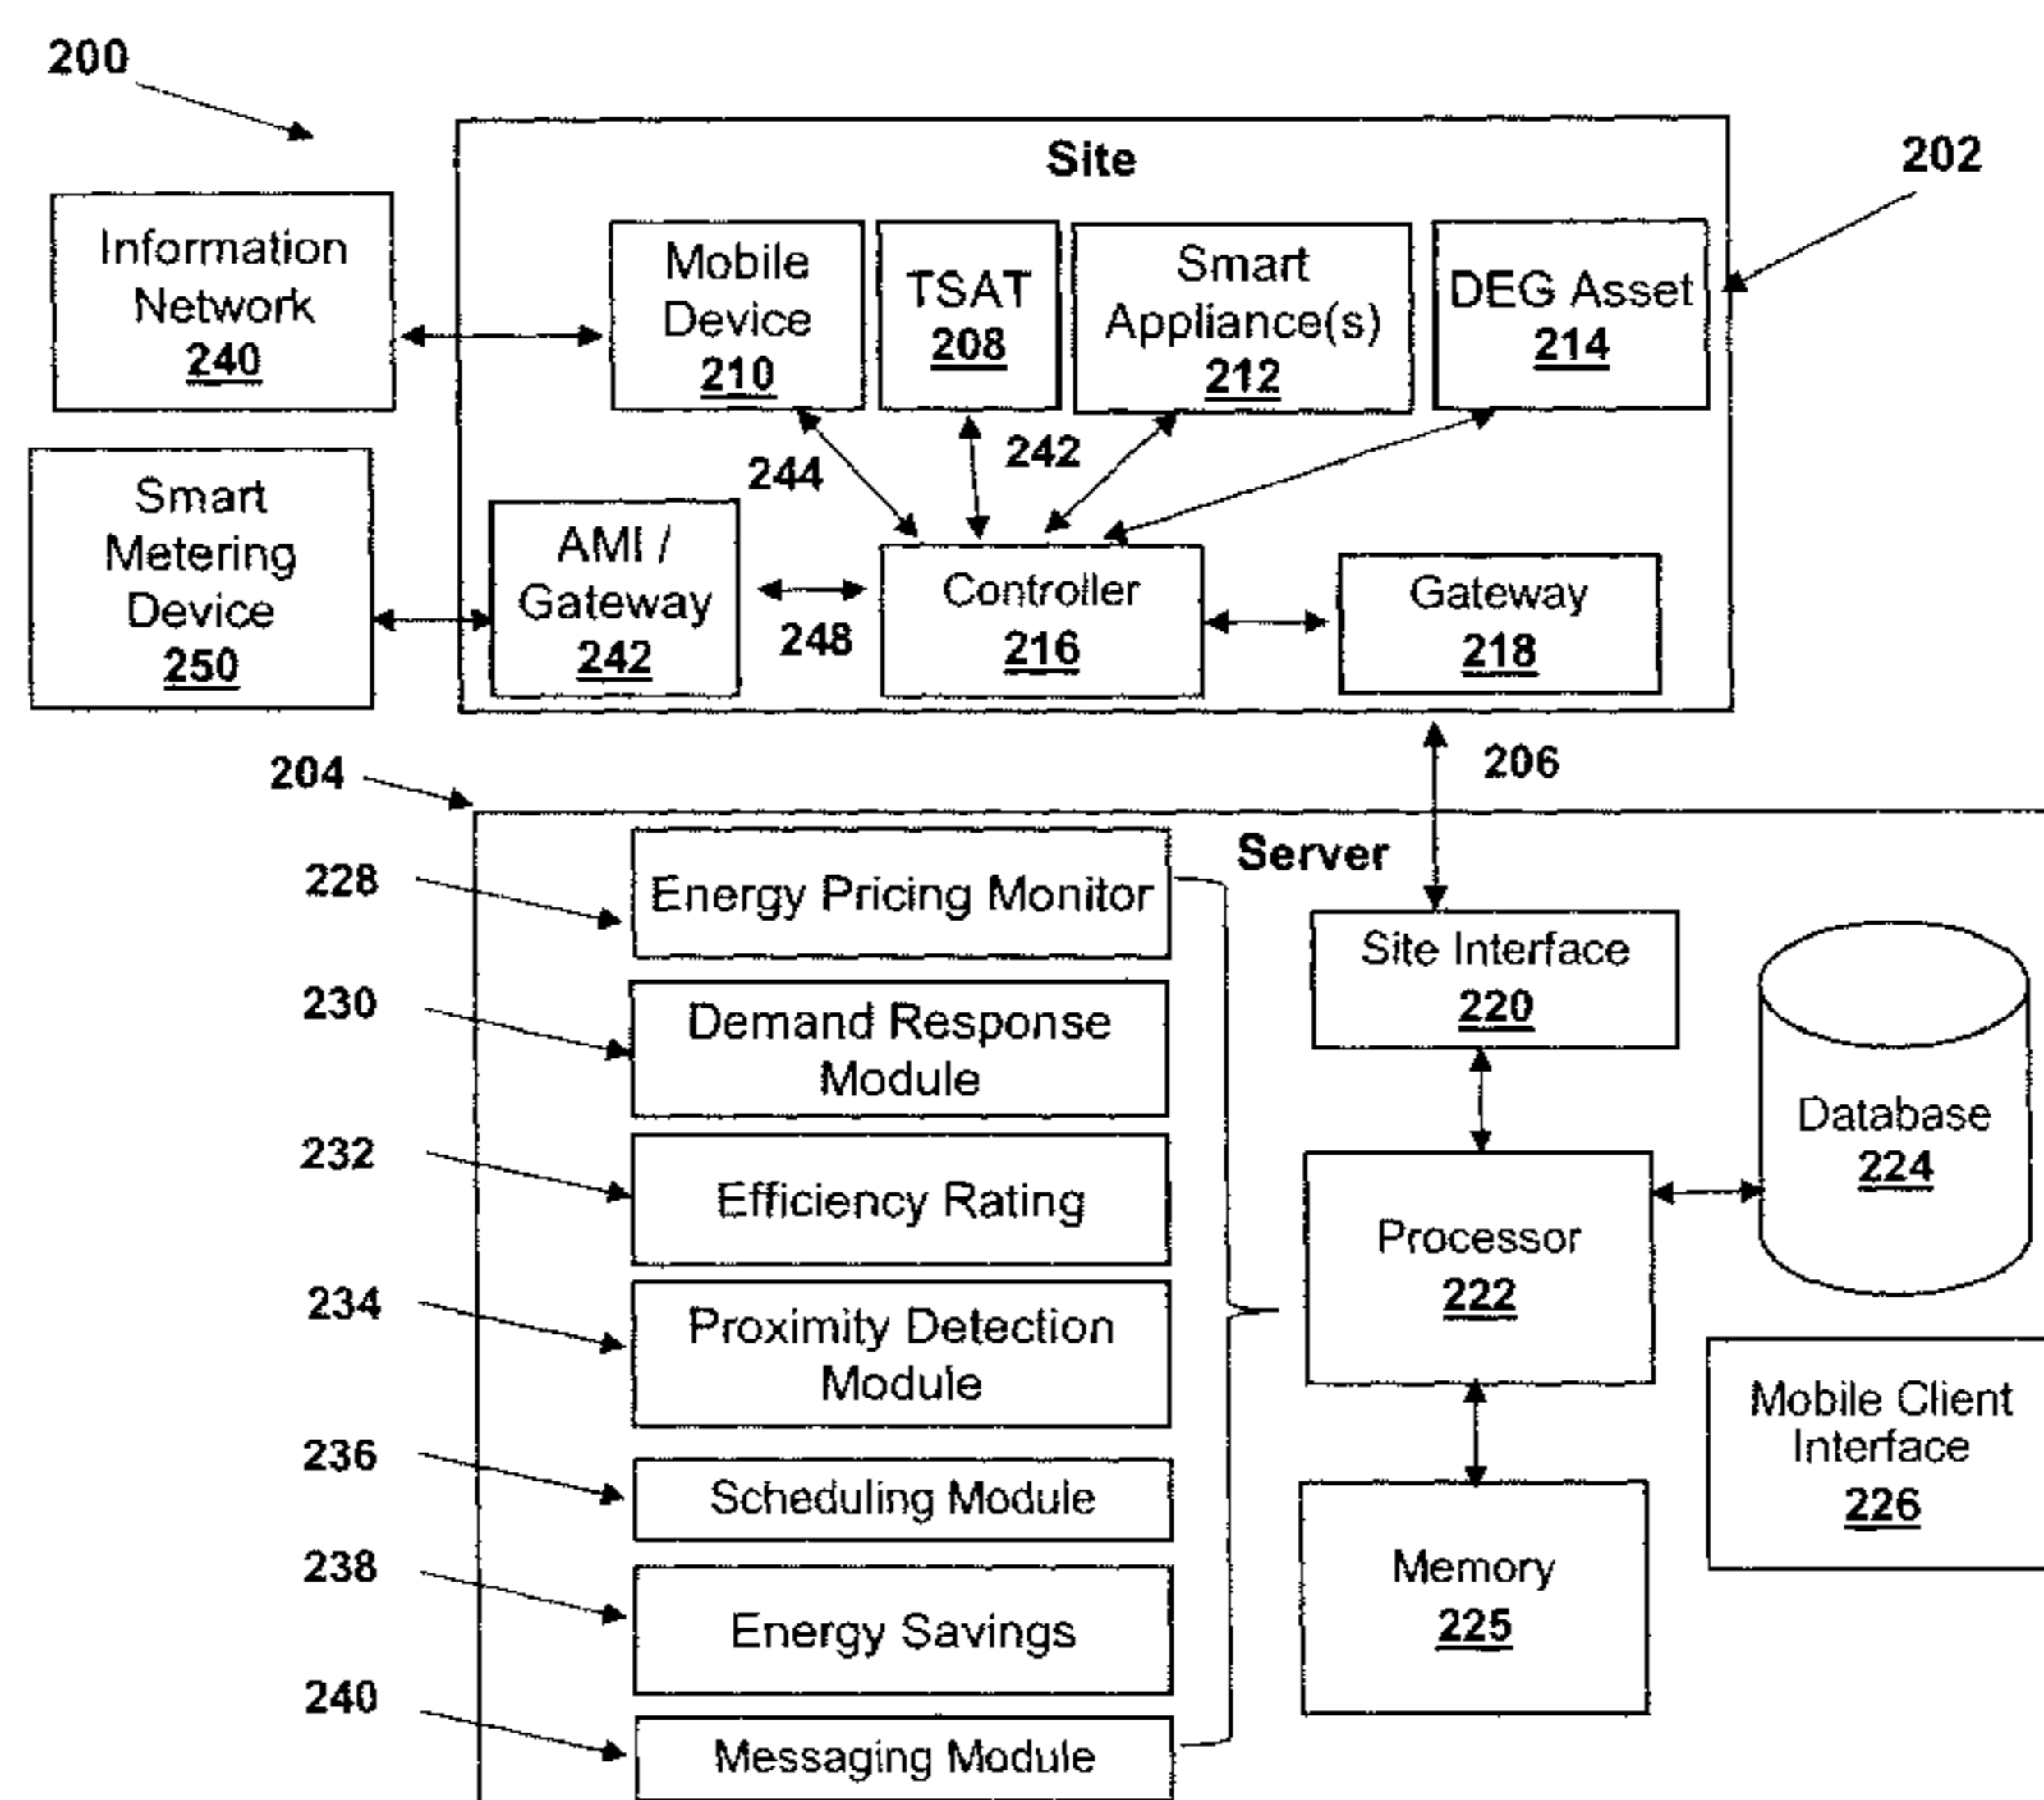 200
Site
202
Information
Network
240
Mobile
Device
210
TSAT
208
Smart
Appliance(s)
212
DEG Asset
214
Smart
Metering
Device
250
244
242
AMI /
Gateway
242
248
Controller
216
Gateway
218
206
204
Server
228
Energy Pricing Monitor
230
Demand Response
Module
232
Efficiency Rating
234
Proximity Detection
Module
236
Scheduling Module
238
Energy Savings
240
Messaging Module
Site Interface
220
Processor
222
Database
224
Mobile Client
Interface
226
Memory
225